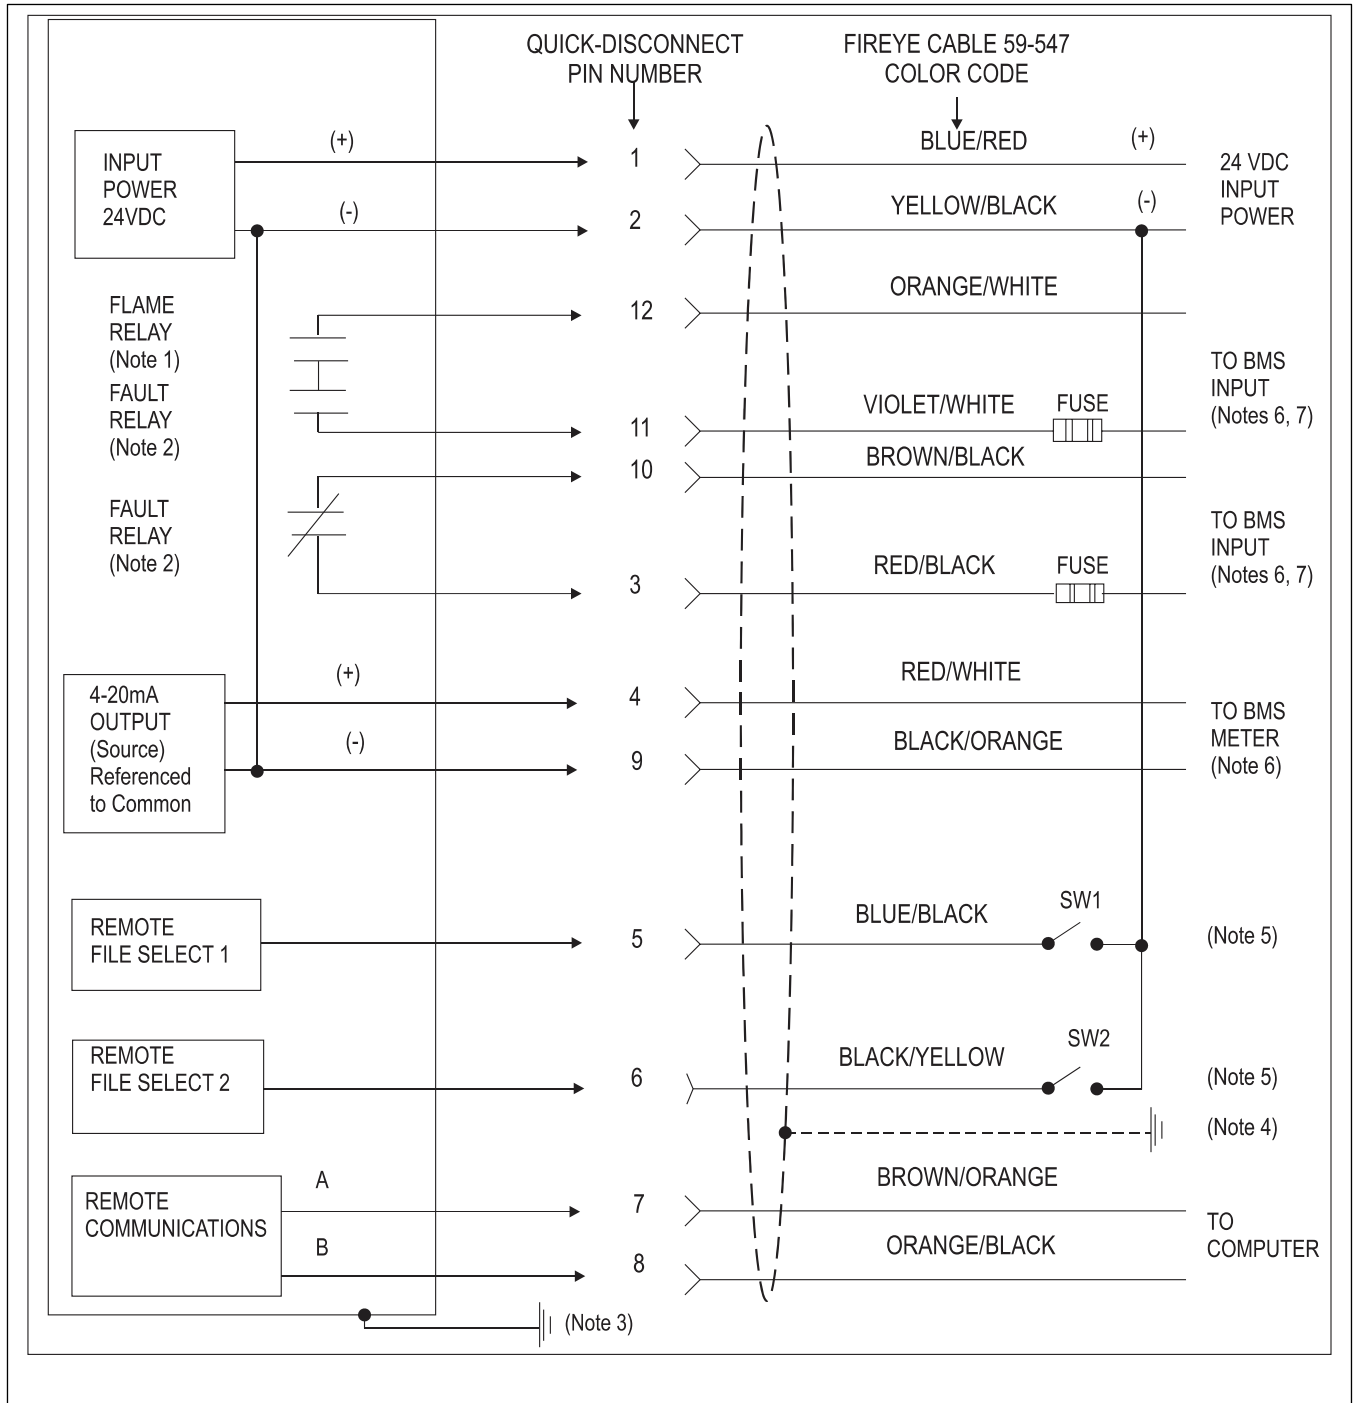 QUICK-DISCONNECT
PIN NUMBER
FIREYE CABLE 59-547
COLOR CODE
INPUT
POWER
24VDC
(+)
1
BLUE/RED
(+)
24 VDC
INPUT
POWER
(-)
2
YELLOW/BLACK
(-)
FLAME
RELAY
(Note 1)
12
ORANGE/WHITE
FAULT
RELAY
(Note 2)
11
VIOLET/WHITE
FUSE
TO BMS
INPUT
(Notes 6, 7)
10
BROWN/BLACK
FAULT
RELAY
(Note 2)
3
RED/BLACK
FUSE
TO BMS
INPUT
(Notes 6, 7)
4-20mA
OUTPUT
(Source)
Referenced
to Common
(+)
4
RED/WHITE
(-)
9
BLACK/ORANGE
TO BMS
METER
(Note 6)
REMOTE
FILE SELECT 1
5
BLUE/BLACK
SW1
(Note 5)
REMOTE
FILE SELECT 2
6
BLACK/YELLOW
SW2
(Note 5)
(Note 4)
REMOTE
COMMUNICATIONS
A
7
BROWN/ORANGE
B
8
ORANGE/BLACK
TO
COMPUTER
(Note 3)